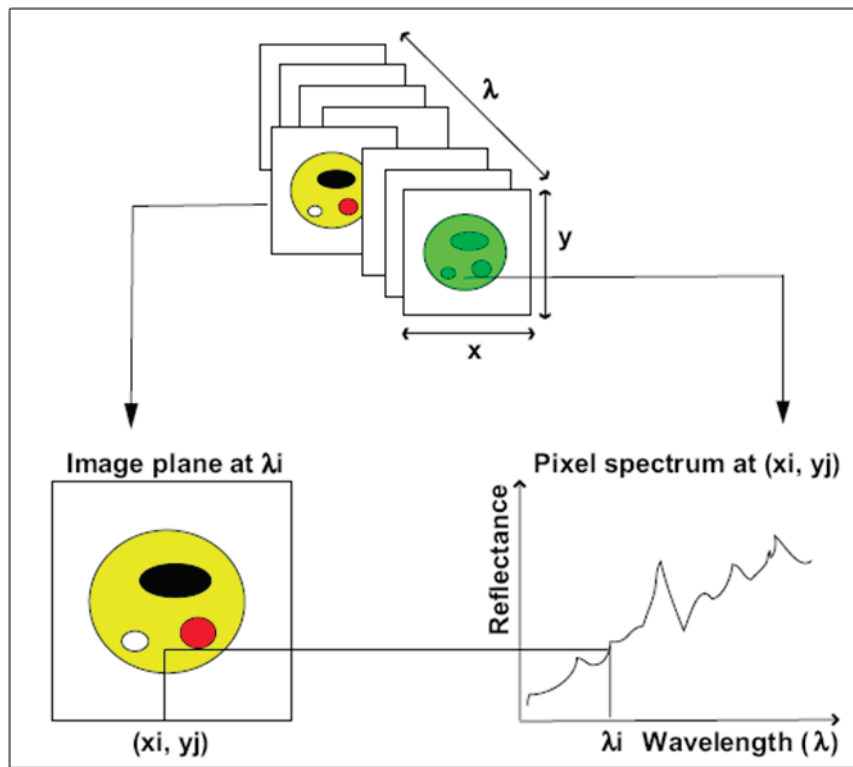 λ
y
x
Image plane at λi
Pixel spectrum at (xi, yj)
Reflectance
(xi, yj)
λi Wavelength (λ)